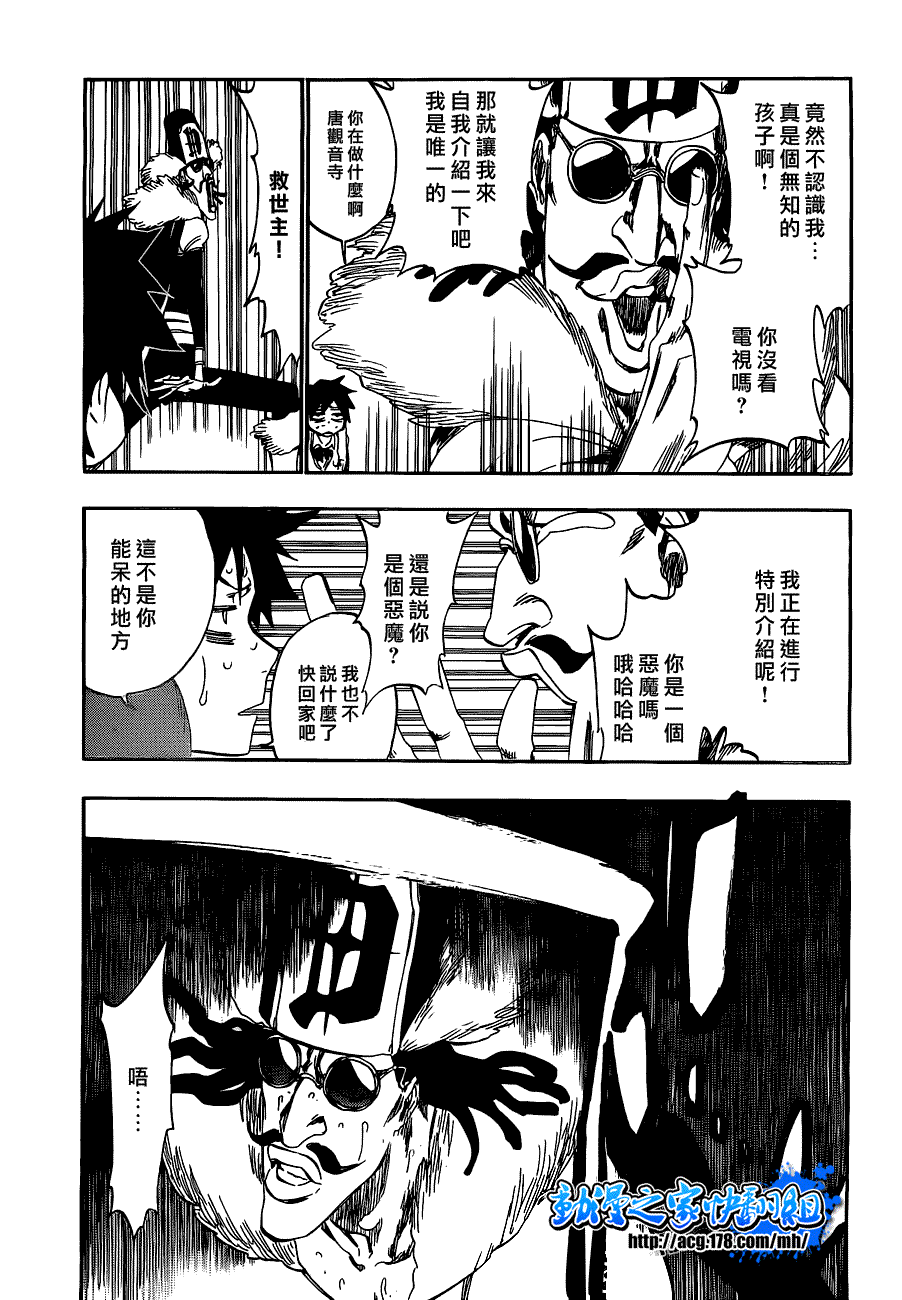 竟然不認識我…
真是個無知的
孩子啊！
你沒看
電視嗎？
那就讓我來
自我介紹一下吧
我是唯一的
你在做什麼啊
唐觀音寺
救世主！
我正在進行
特別介紹呢！
你是一個
惡魔嗎
哦哈哈哈
還是説你
是個惡魔？
我也不
説什麼了
快回家吧
這不是你
能呆的地方
唔……
動漫之家快翻組
http://acg.178.com/mh/